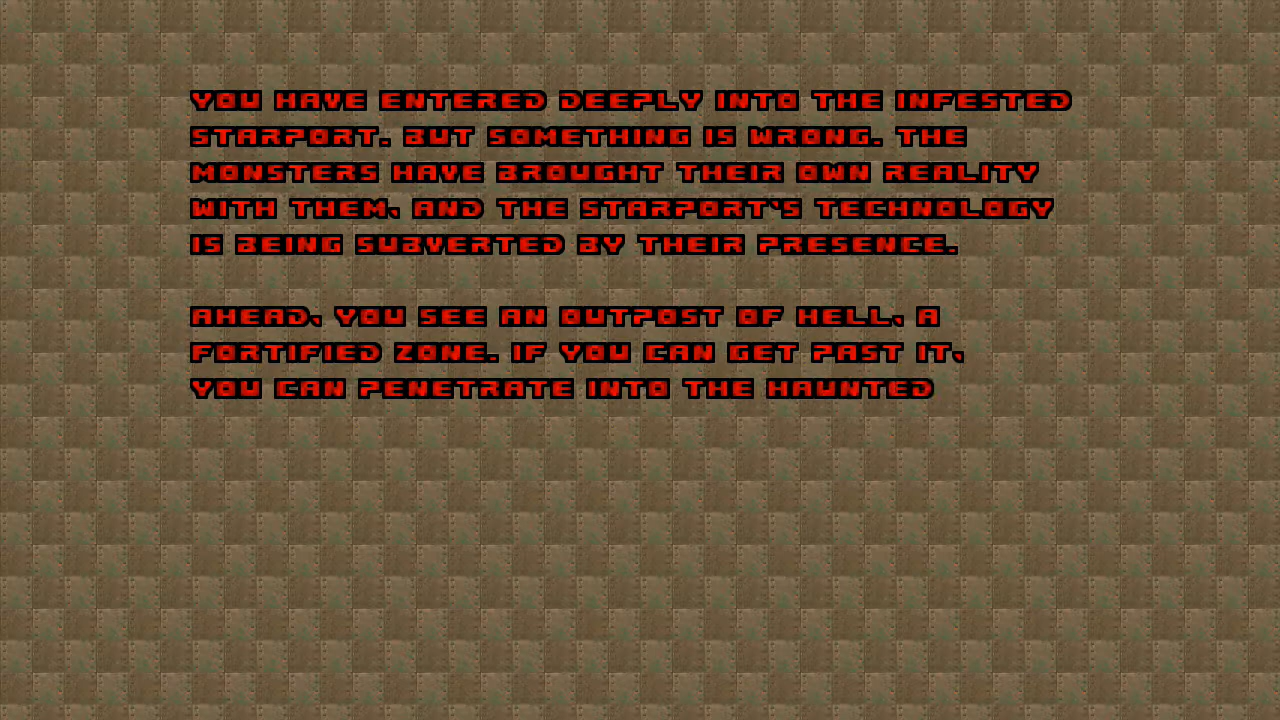 YOU HAVE ENTERED DEEPLY INTO THE INFESTED
STARPORT. BUT SOMETHING IS WRONG. THE
MONSTERS HAVE BROUGHT THEIR OWN REALITY
WITH THEM, AND THE STARPORT'S TECHNOLOGY
IS BEING SUBVERTED BY THEIR PRESENCE.
AHEAD, YOU SEE AN OUTPOST OF HELL, A
FORTIFIED ZONE. IF YOU CAN GET PAST IT,
YOU CAN PENETRATE INTO THE HAUNTED